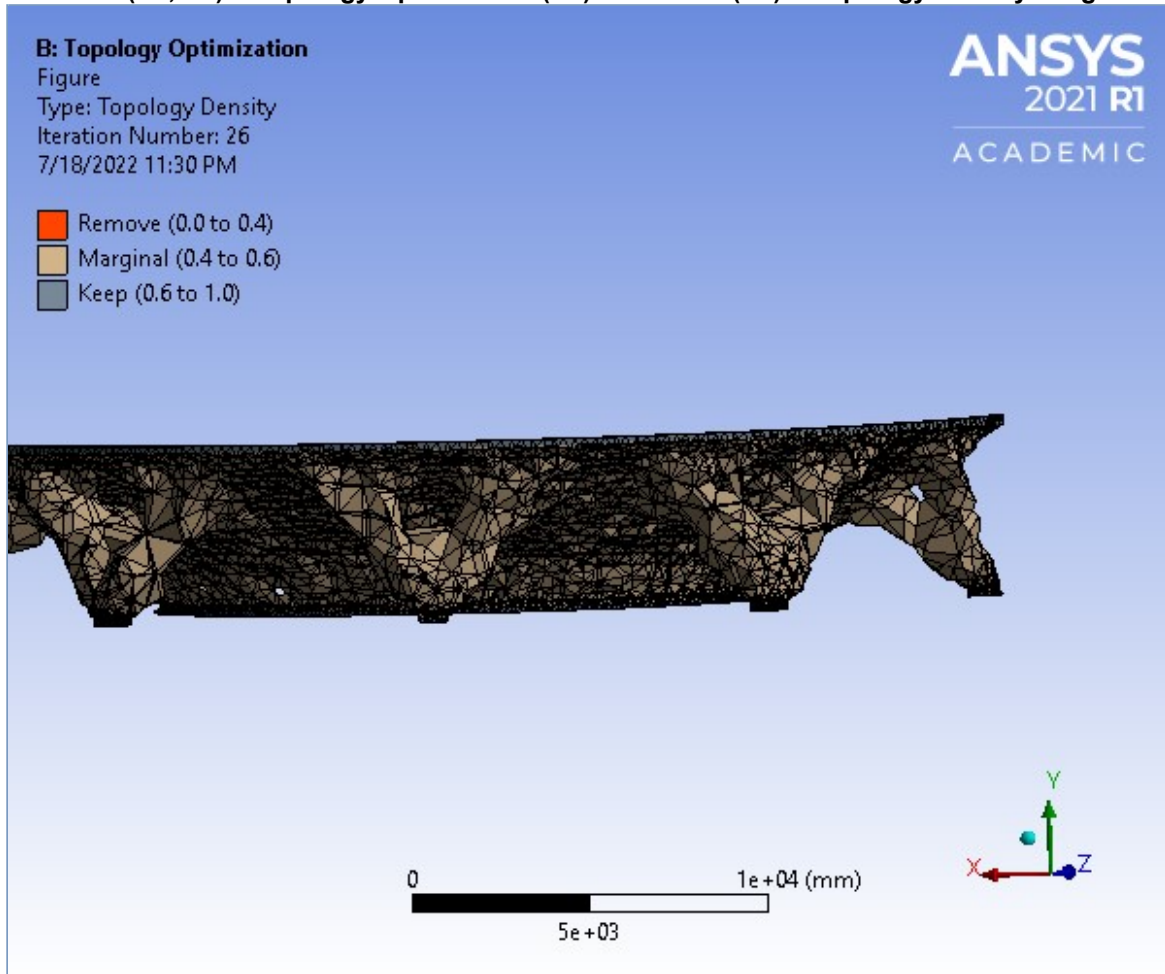 B: Topology Optimization
Figure
Type: Topology Density
Iteration Number: 26
7/18/2022 11:30 PM
Remove (0.0 to 0.4)
Marginal (0.4 to 0.6)
Keep (0.6 to 1.0)
ANSYS
2021 R1
ACADEMIC
Y
X
Z
0
1e+04 (mm)
5e+03